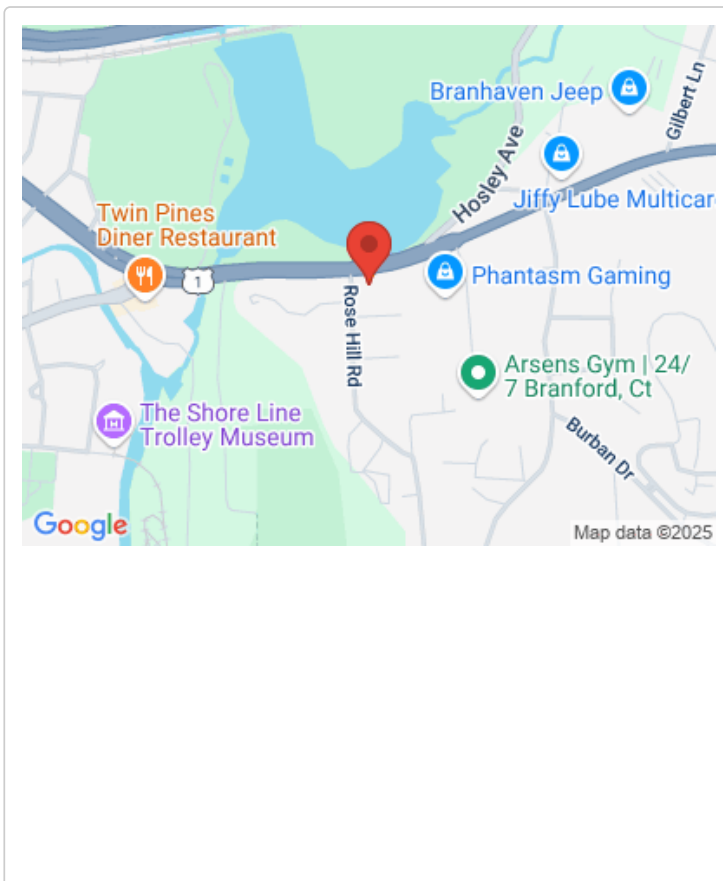 Branhaven Jeep
Gilbert Ln
Hosley Ave
Jiffy Lube Multicare
Twin Pines
Diner Restaurant
1
Phantasm Gaming
Rose Hill Rd
Arsens Gym | 24/
7 Branford, Ct
The Shore Line
Trolley Museum
Burban Dr
Google
Map data ©2025